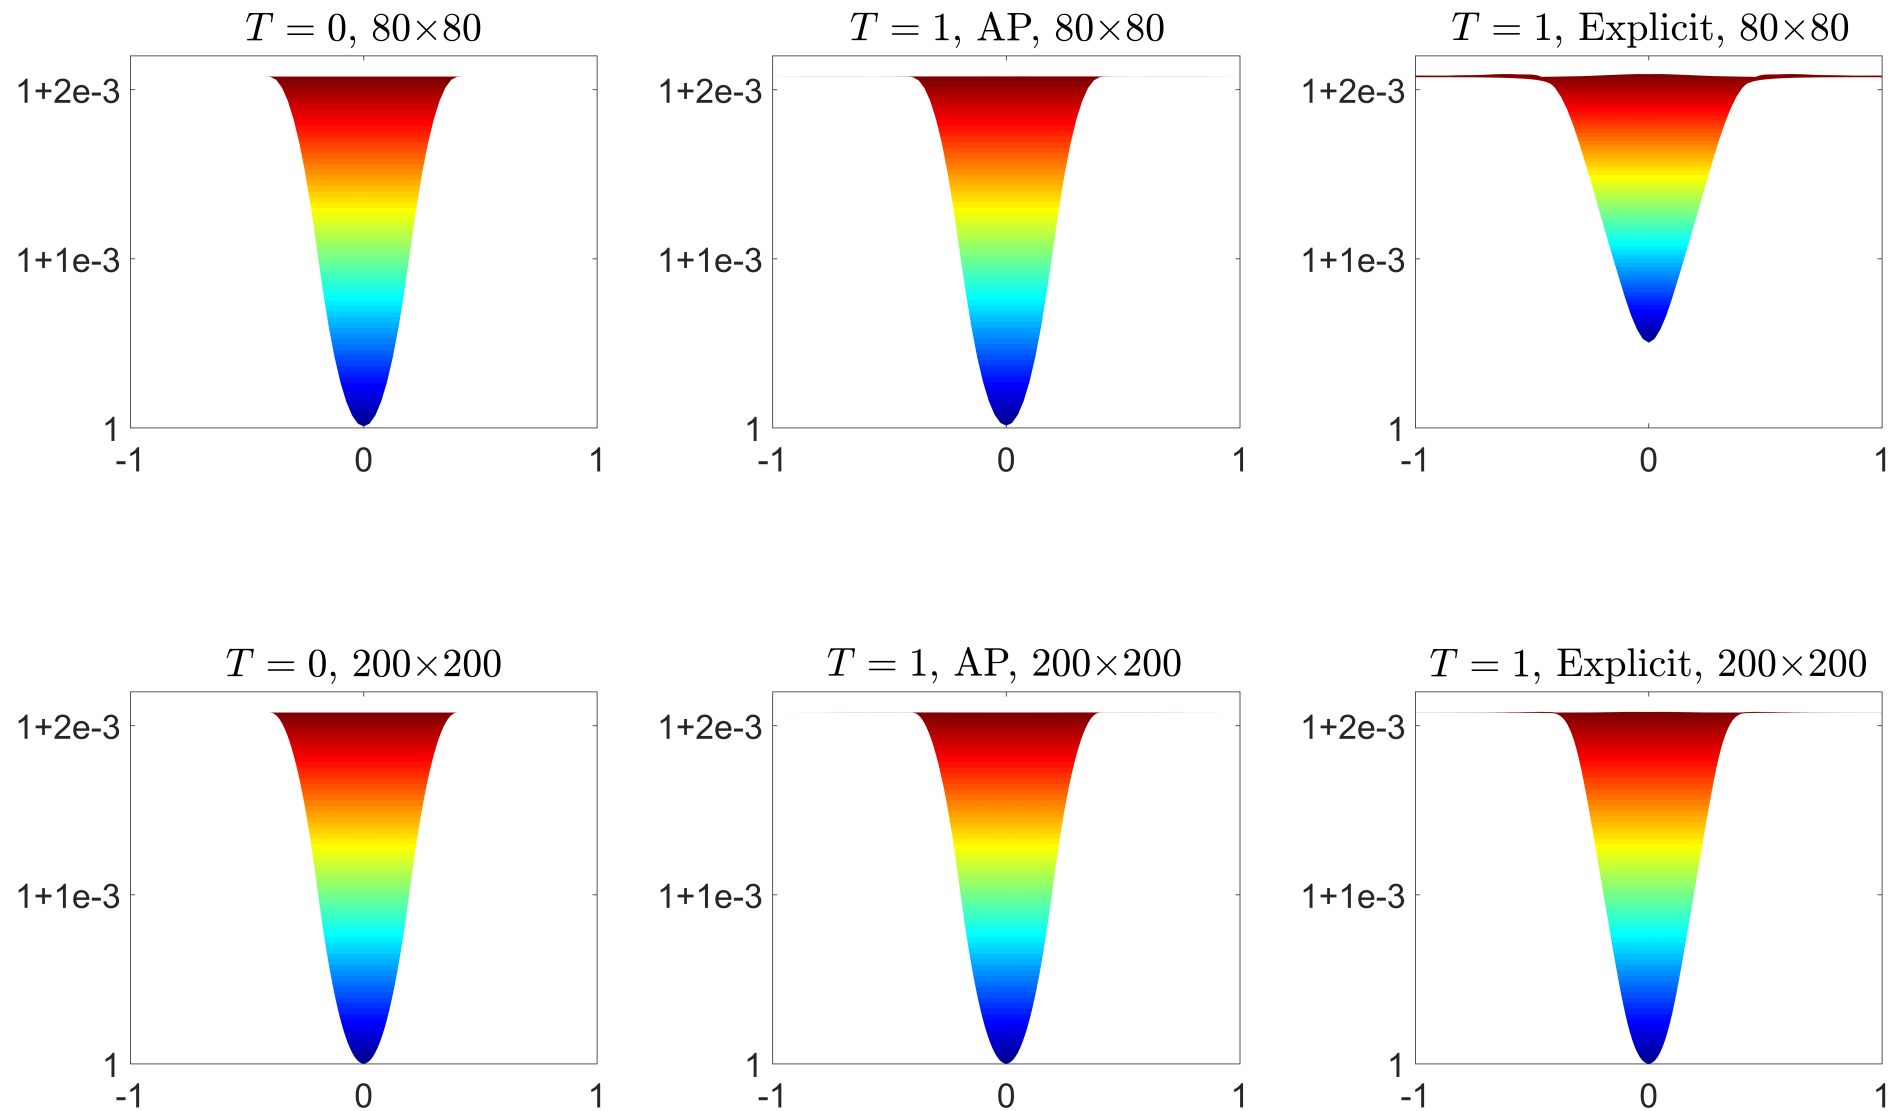 T = 0, 80×80
T = 1, AP, 80×80
T = 1, Explicit, 80×80
1+2e-3
1+1e-3
1
-1
0
1
1+2e-3
1+1e-3
1
-1
0
1
1+2e-3
1+1e-3
1
-1
0
1
T = 0, 200×200
T = 1, AP, 200×200
T = 1, Explicit, 200×200
1+2e-3
1+1e-3
1
-1
0
1
1+2e-3
1+1e-3
1
-1
0
1
1+2e-3
1+1e-3
1
-1
0
1